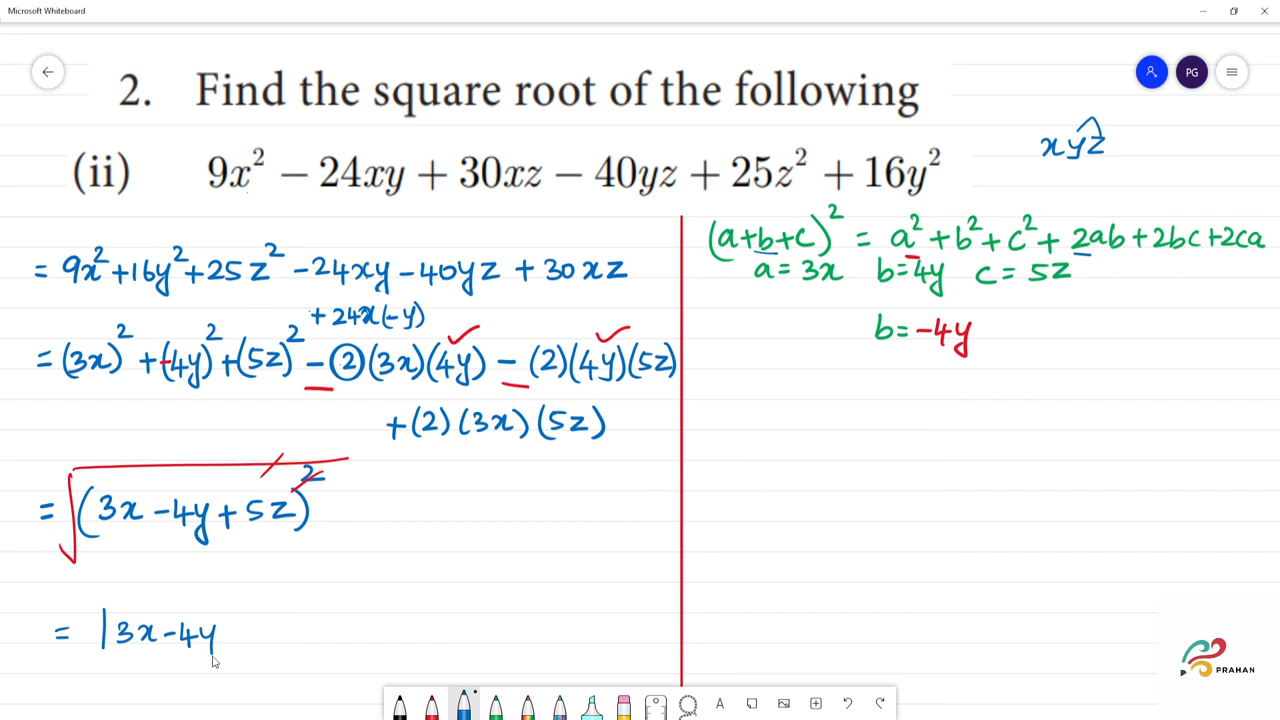 Microsoft Whiteboard
PG
2. Find the square root of the following
(ii) 9x² − 24xy + 30xz − 40yz + 25z² + 16y²
xyz
= 9x² + 16y² + 25z² - 24xy - 40yz + 30xz
+ 24x(-y)
= (3x)² + (-4y)² + (5z)² - 2(3x)(4y) - (2)(4y)(5z)
+ (2)(3x)(5z)
= √(3x - 4y + 5z)²
= |3x - 4y
(a+b+c)² = a² + b² + c² + 2ab + 2bc + 2ca
a = 3x b = 4y c = 5z
b = -4y
PRAHAN
A